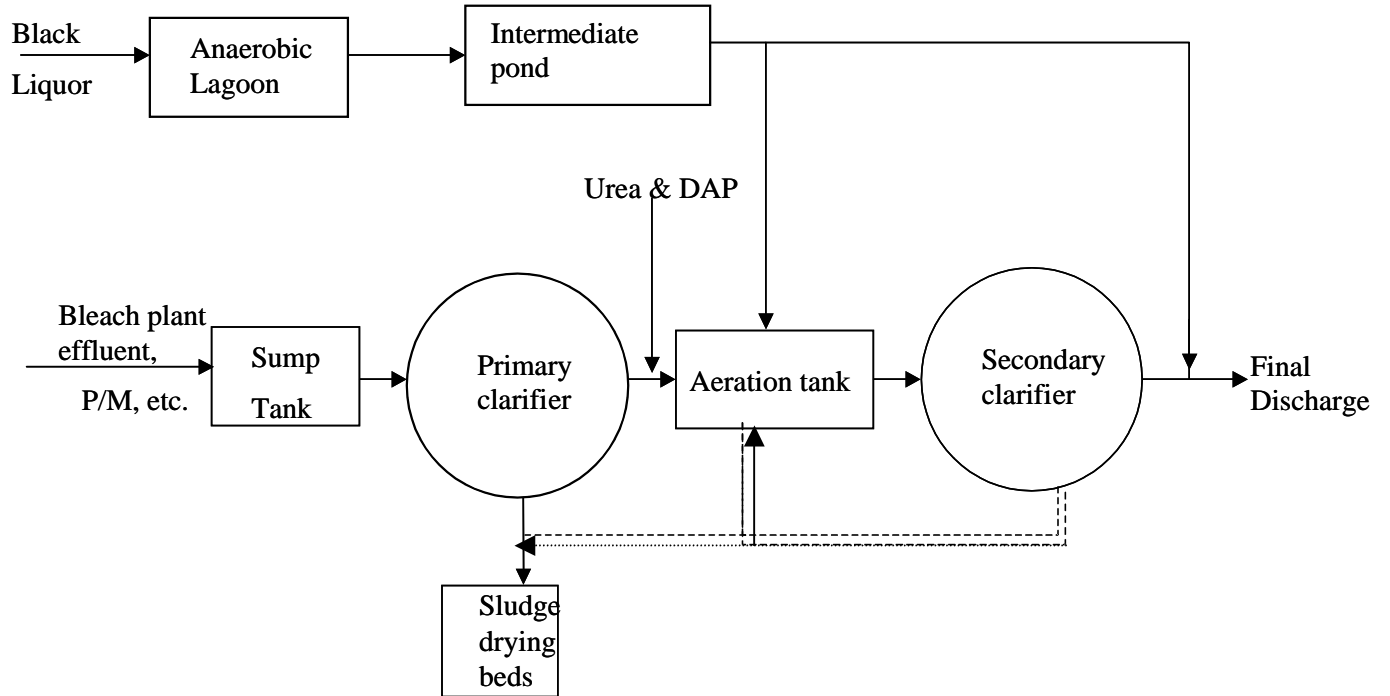 Black
Liquor
Anaerobic
Lagoon
Intermediate
pond
Urea & DAP
Bleach plant
effluent,
P/M, etc.
Sump
Tank
Primary
clarifier
Aeration tank
Secondary
clarifier
Final
Discharge
Sludge
drying
beds